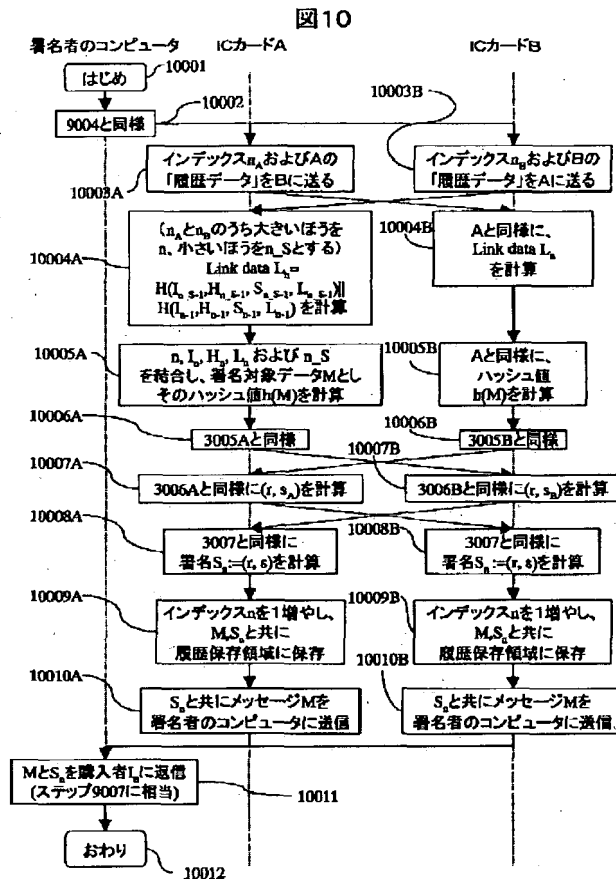 図10
署名者のコンピュータ
ICカードA
ICカードB
はじめ
10001
9004と同様
10002
10003B
インデックスn_AおよびAの
「履歴データ」をBに送る
10003A
インデックスn_BおよびBの
「履歴データ」をAに送る
(n_Aとn_Bのうち大きいほうを
n、小さいほうをn_Sとする)
Link data L_n=
H(I_n_S-1,H_n_S-1,S_n_S-1,L_n_S-1)||
H(I_n-1,H_n-1,S_n-1,L_n-1) を計算
10004A
10004B
Aと同様に、
Link data L_n
を計算
10005A
n, I_n, H_n, L_n および n_S
を結合し、署名対象データMとし
そのハッシュ値h(M)を計算
10005B
Aと同様に、
ハッシュ値
h(M)を計算
10006A
3005Aと同様
10006B
3005Bと同様
10007A
3006Aと同様に(r, s_A)を計算
10007B
3006Bと同様に(r, s_B)を計算
10008A
3007と同様に
署名S_n:=(r, s)を計算
10008B
3007と同様に
署名S_n:=(r, s)を計算
10009A
インデックスnを1増やし、
M,S_nと共に
履歴保存領域に保存
10009B
インデックスnを1増やし、
M,S_nと共に
履歴保存領域に保存
10010A
S_nと共にメッセージMを
署名者のコンピュータに送信
10010B
S_nと共にメッセージMを
署名者のコンピュータに送信
MとS_nを購入者I_nに返信
(ステップ9007に相当)
10011
おわり
10012